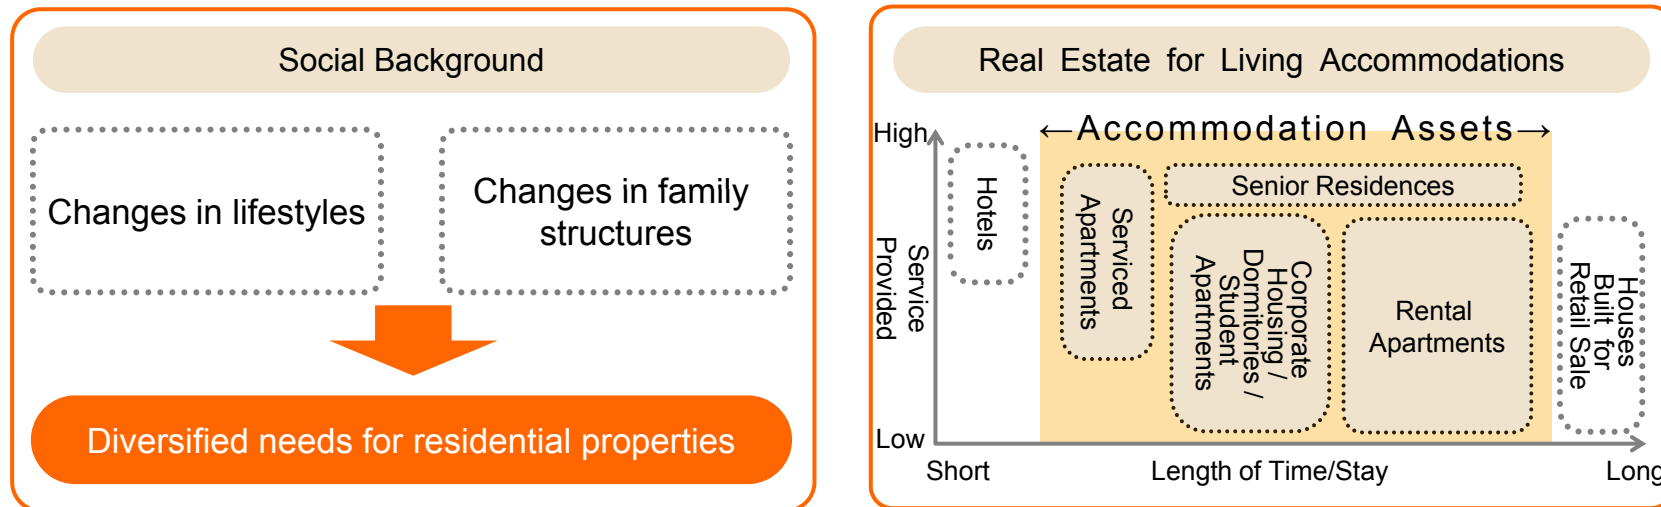 Social Background
Changes in lifestyles
Changes in family
structures
Diversified needs for residential properties
Real Estate for Living Accommodations
←Accommodation Assets→
High
Service
Provided
Low
Hotels
Serviced
Apartments
Senior Residences
Corporate
Housing /
Dormitories /
Student
Apartments
Rental
Apartments
Houses
Built for
Retail Sale
Short
Length of Time/Stay
Long